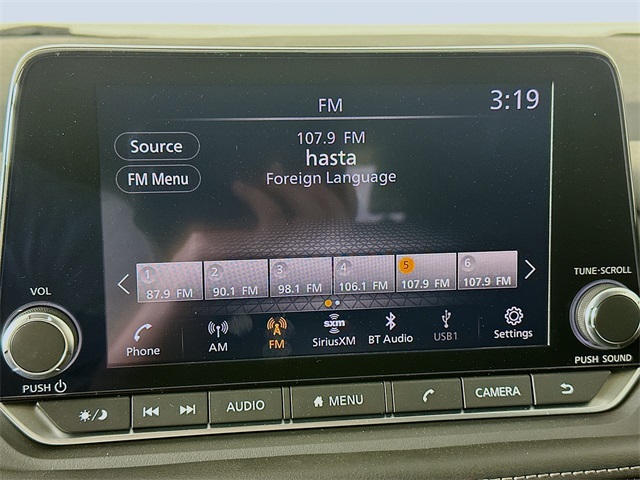 FM
3:19
Source
107.9 FM
hasta
FM Menu
Foreign Language
1 2 3 4 5 6
87.9 FM 90.1 FM 98.1 FM 106.1 FM 107.9 FM 107.9 FM
Phone AM FM SiriusXM BT Audio USB1 Settings
sxm
VOL
PUSH
TUNE·SCROLL
PUSH SOUND
AUDIO MENU CAMERA